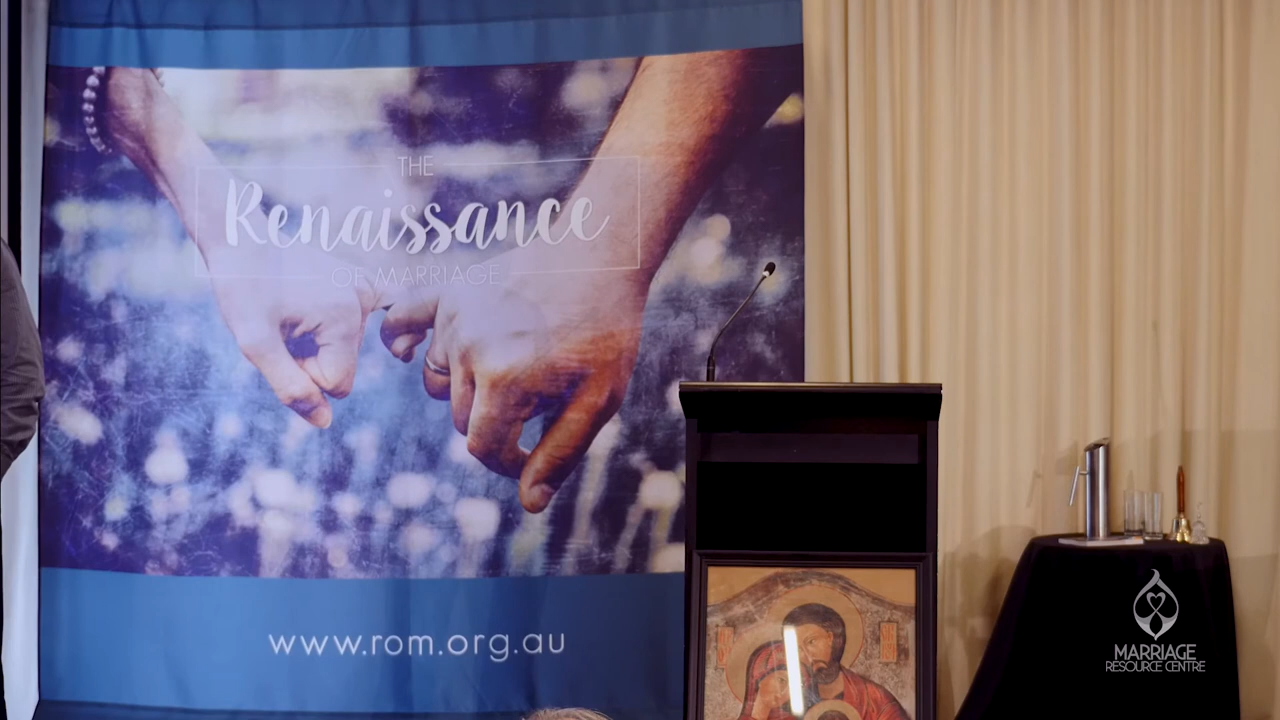 THE
Renaissance
OF MARRIAGE
www.rom.org.au
MARRIAGE
RESOURCE CENTRE